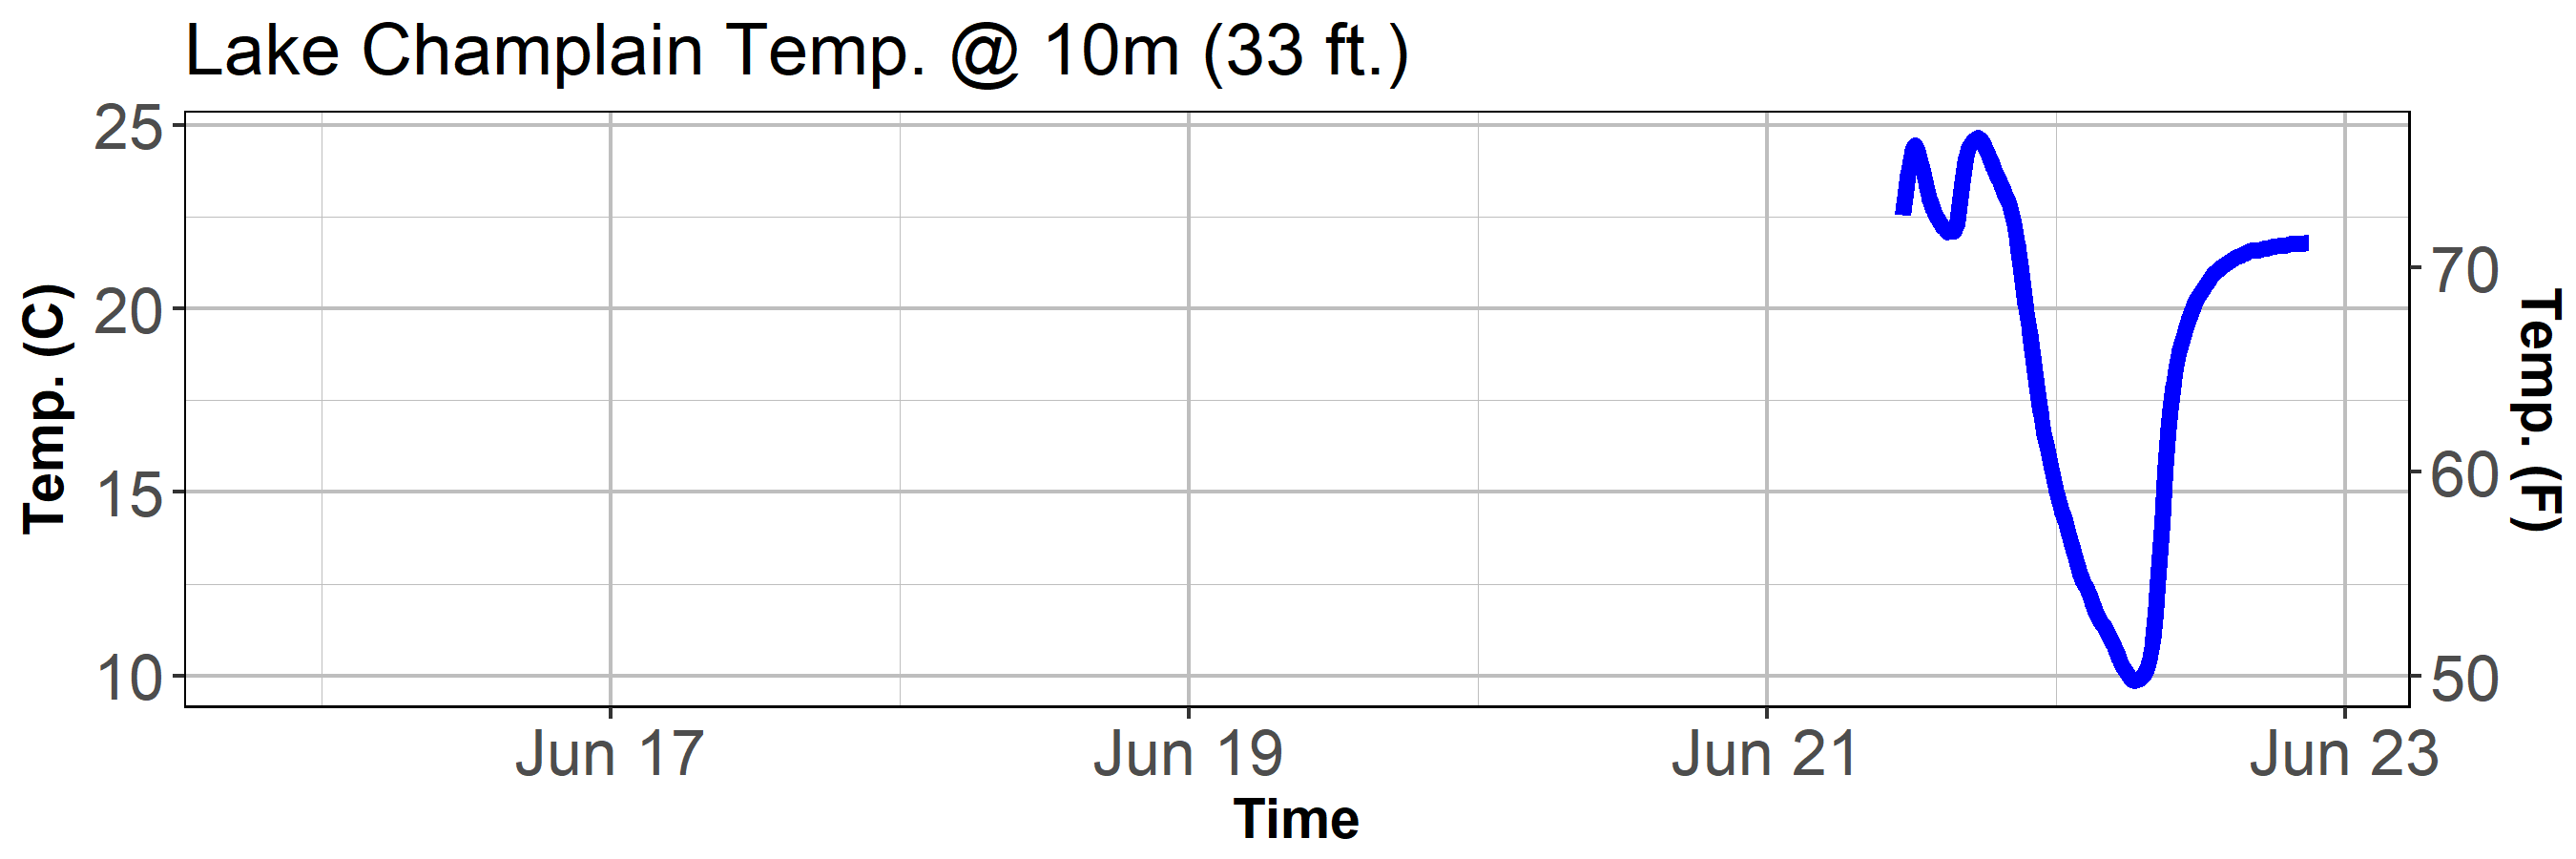 Lake Champlain Temp. @ 10m (33 ft.)
Temp. (C)
25
20
15
10
70
60
50
Temp. (F)
Jun 17 Jun 19 Jun 21 Jun 23
Time